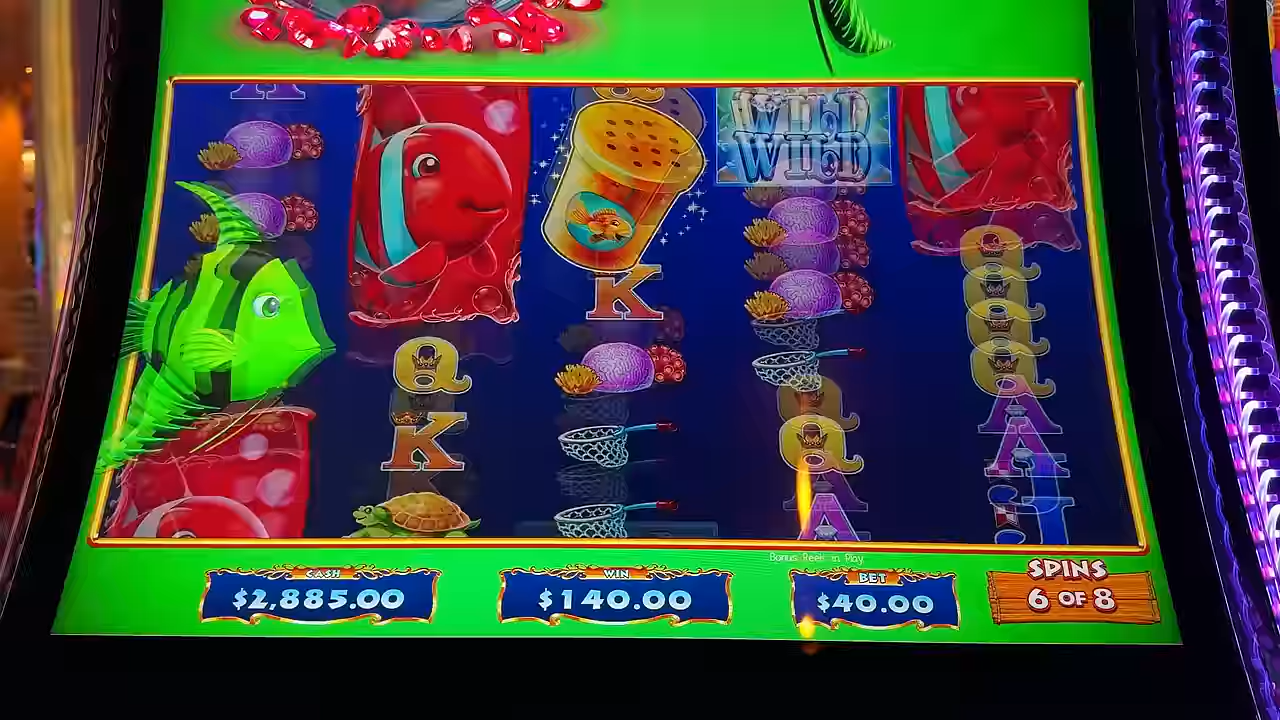 WILD
WILD
K
Q
K
Q
A
Q
Q
Q
Q
A
A
J
Bonus Reels in Play
CASH
$2,885.00
WIN
$140.00
BET
$40.00
SPINS
6 OF 8